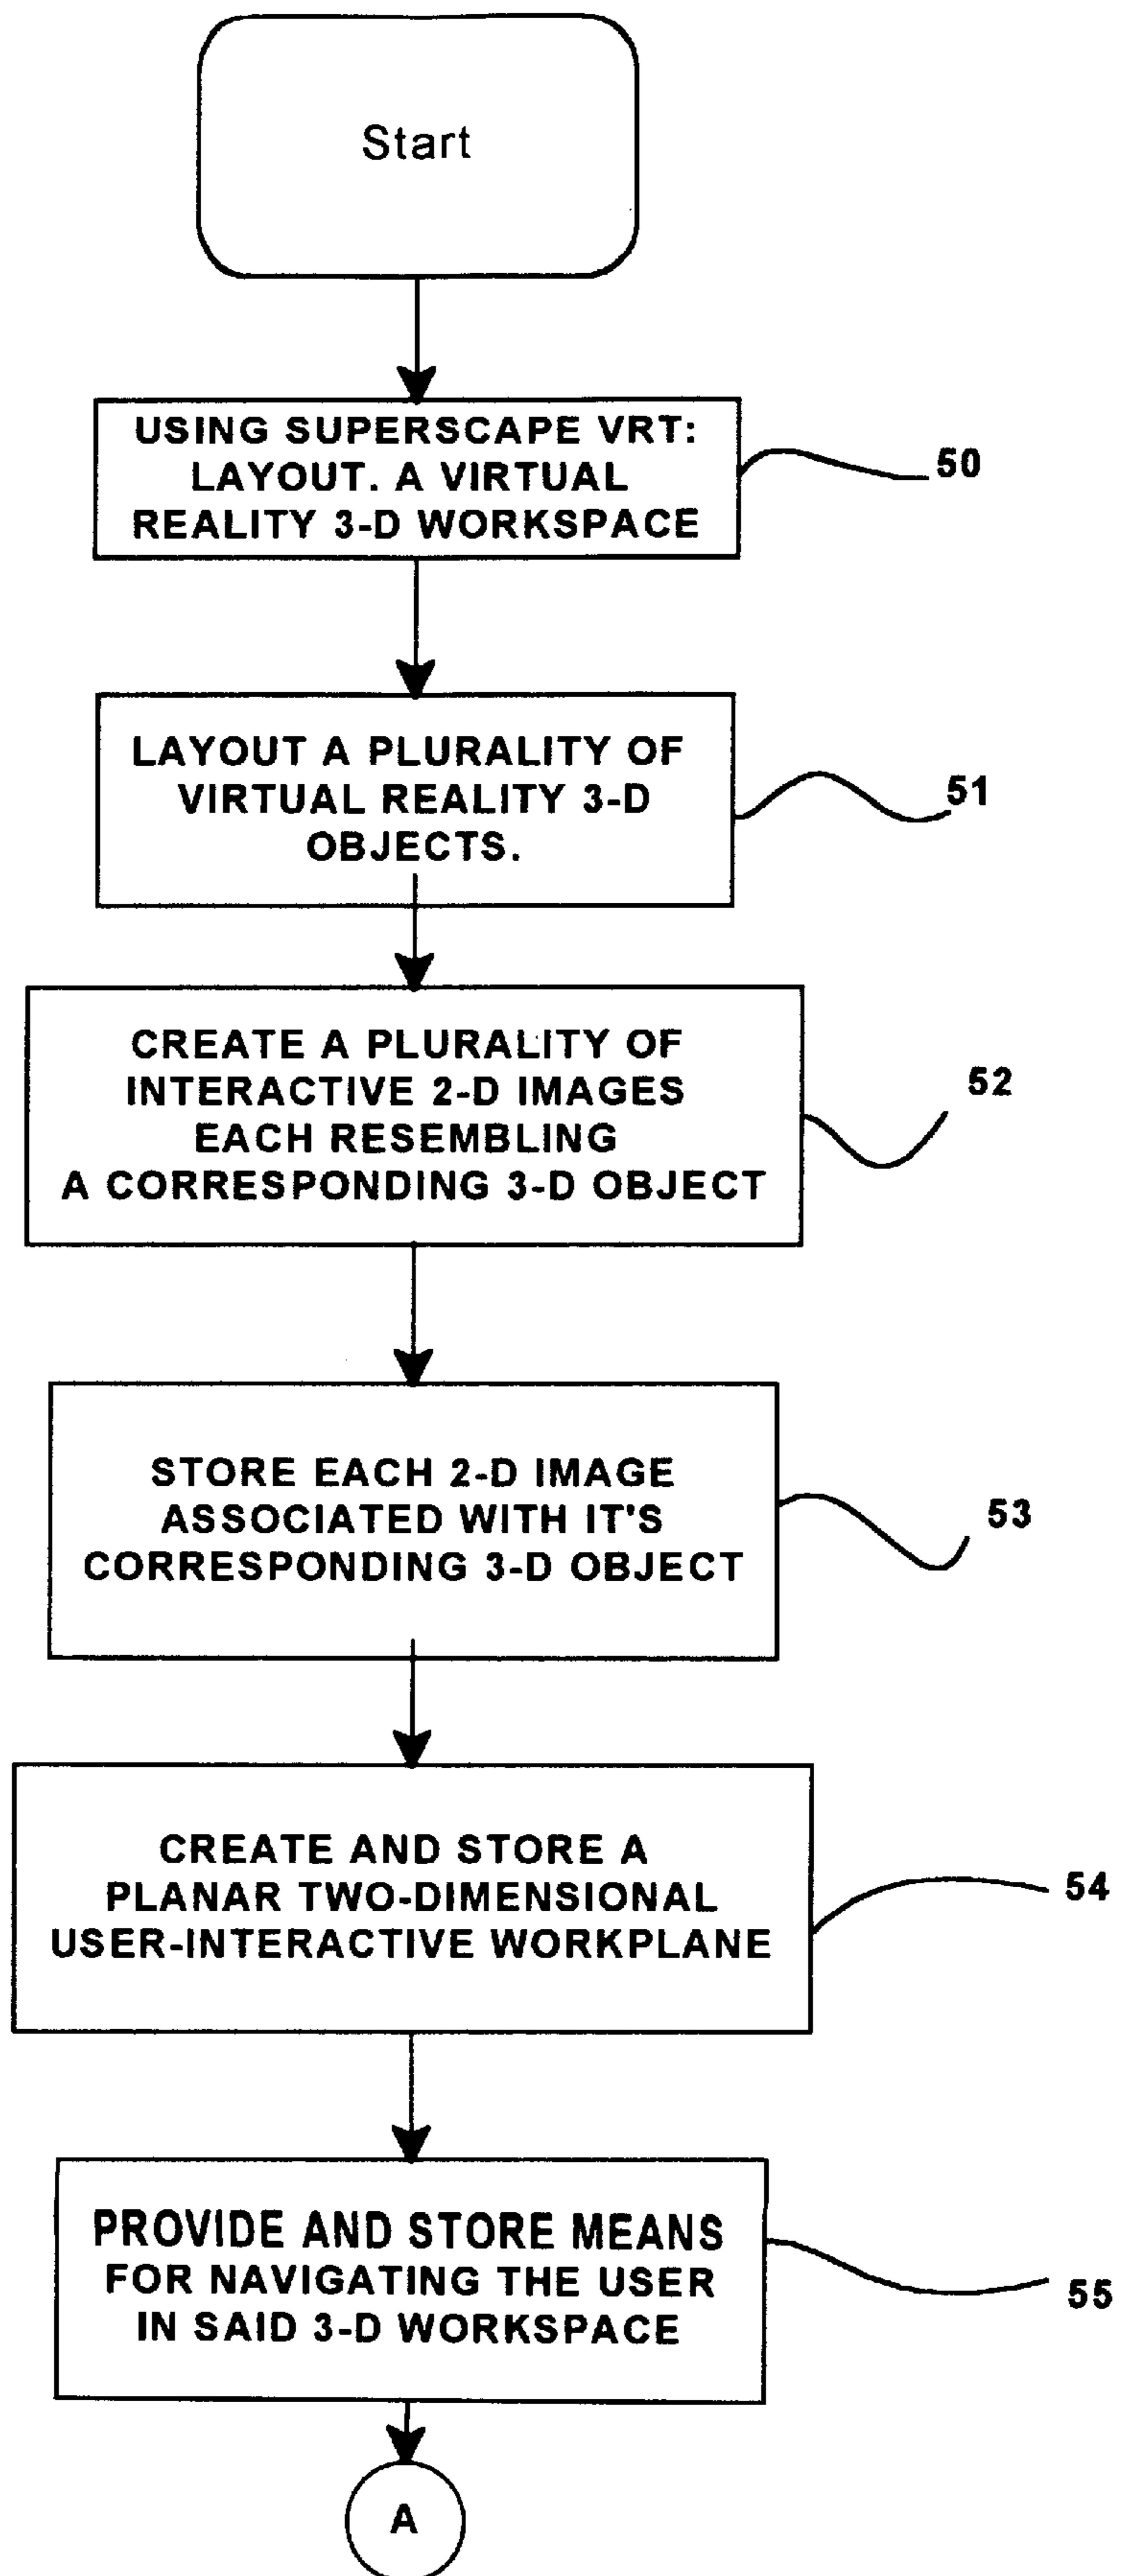 Start
USING SUPERSCAPE VRT:
LAYOUT. A VIRTUAL
REALITY 3-D WORKSPACE
50
LAYOUT A PLURALITY OF
VIRTUAL REALITY 3-D
OBJECTS.
51
CREATE A PLURALITY OF
INTERACTIVE 2-D IMAGES
EACH RESEMBLING
A CORRESPONDING 3-D OBJECT
52
STORE EACH 2-D IMAGE
ASSOCIATED WITH IT'S
CORRESPONDING 3-D OBJECT
53
CREATE AND STORE A
PLANAR TWO-DIMENSIONAL
USER-INTERACTIVE WORKPLANE
54
PROVIDE AND STORE MEANS
FOR NAVIGATING THE USER
IN SAID 3-D WORKSPACE
55
A